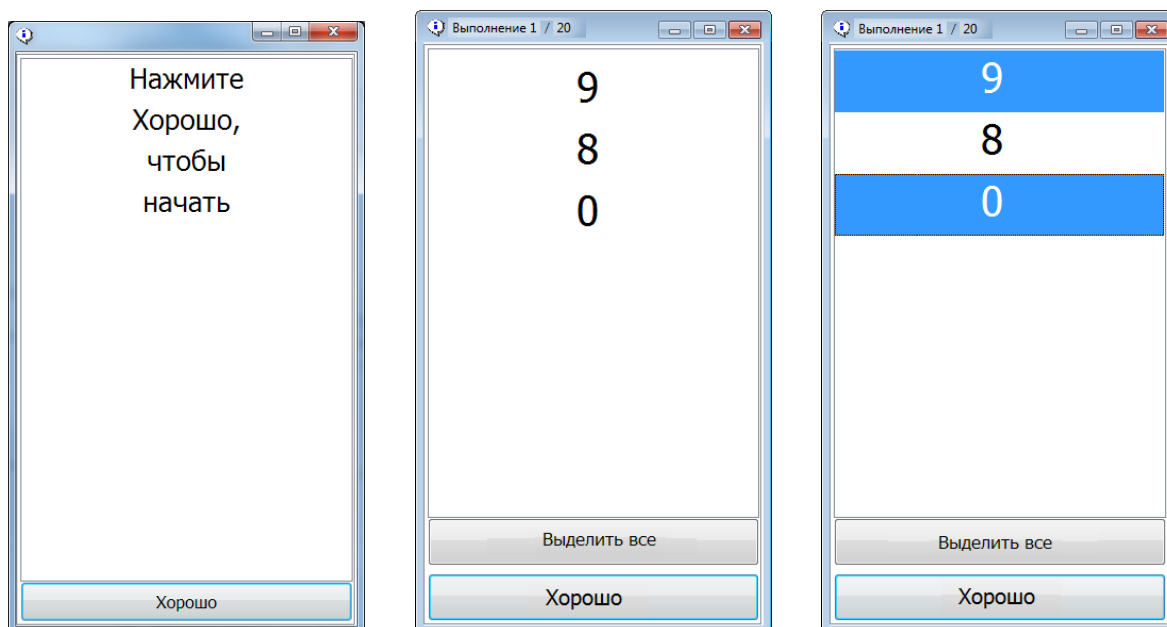 Нажмите
Хорошо,
чтобы
начать
Хорошо
Выполнение 1 / 20
9
8
0
Выделить все
Хорошо
Выполнение 1 / 20
9
8
0
Выделить все
Хорошо